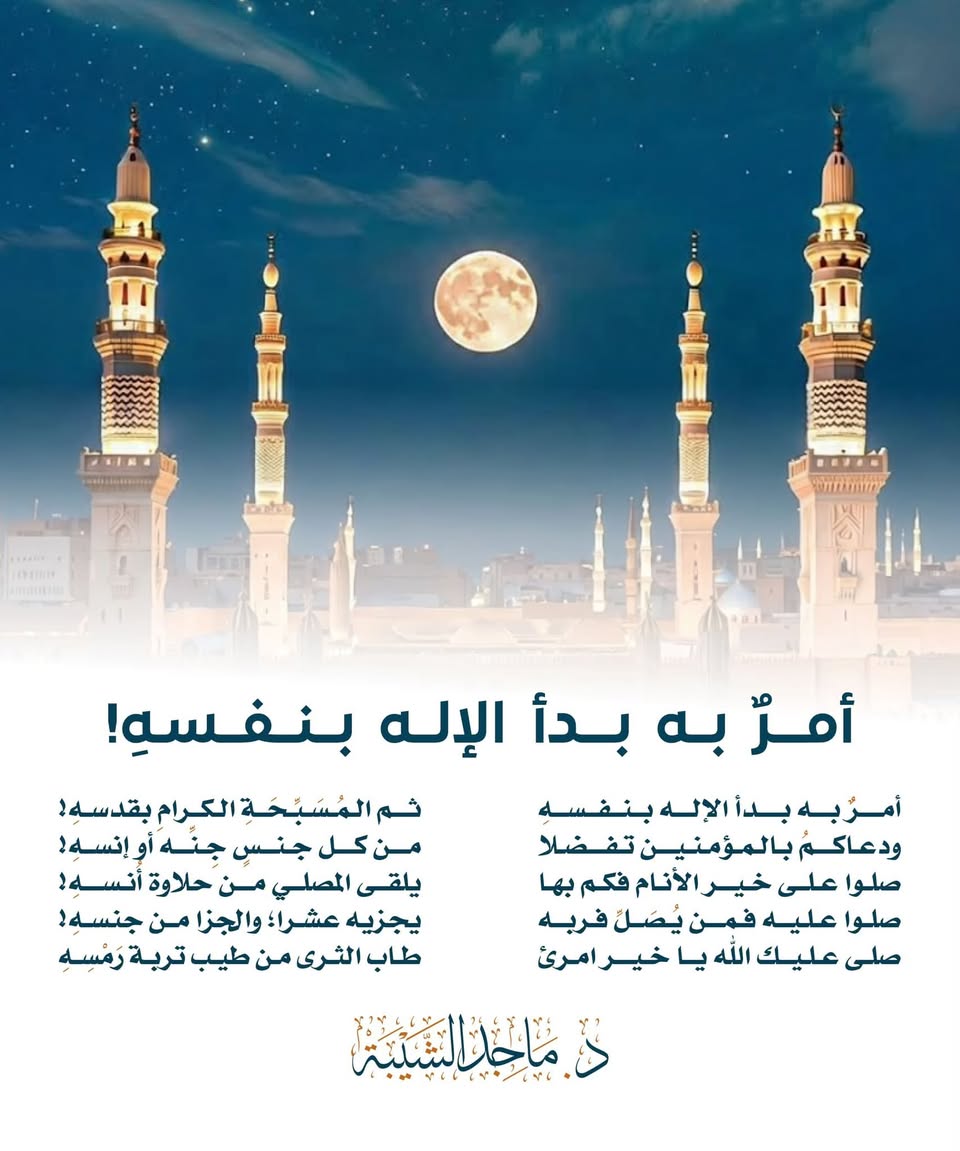 أمرٌ به بدأ الإله بنفسهِ!
أمرٌ به بدأ الإله بنفسهِ ثم المُسَبِّحَةِ الكرامِ بقدسهِ!
ودعاكمُ بالمؤمنين تفضلا من كل جنسٍ جِنِّه أو إنسهِ!
صلوا على خير الأنام فكم بها يلقى المصلي من حلاوة أُنسهِ!
صلوا عليه فمن يُصَلِّ فربه يجزيه عشرا؛ والجزا من جنسهِ!
صلى عليك الله يا خير امرئ طاب الثرى من طيب تربة رَمْسِهِ
د. مَاجِد الشَّيْبَة